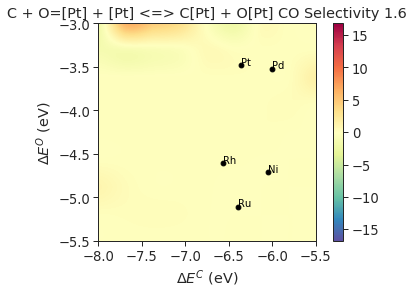 C + O=[Pt] + [Pt] <=> C[Pt] + O[Pt] CO Selectivity 1.6
−3.0
−3.5
−4.0
−4.5
−5.0
−5.5
ΔE^O (eV)
Pt
Pd
Rh
Ni
Ru
−8.0 −7.5 −7.0 −6.5 −6.0 −5.5
ΔE^C (eV)
15
10
5
0
−5
−10
−15